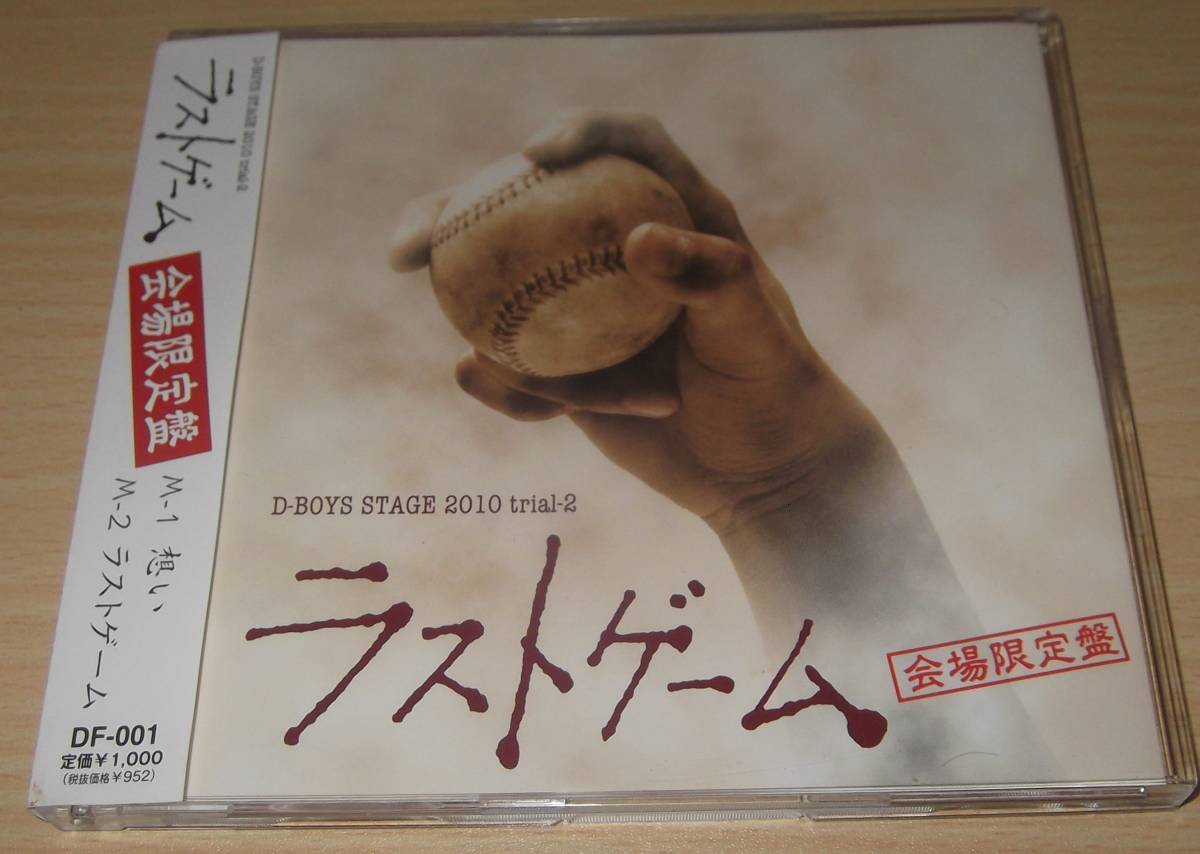 D-BOYS STAGE 2010 trial-2
ラストゲーム
会場限定盤
M-1 想い
M-2 ラストゲーム
DF-001
定価¥1,000
(税抜価格¥952)
D-BOYS STAGE 2010 trial-2
ラストゲーム
会場限定盤